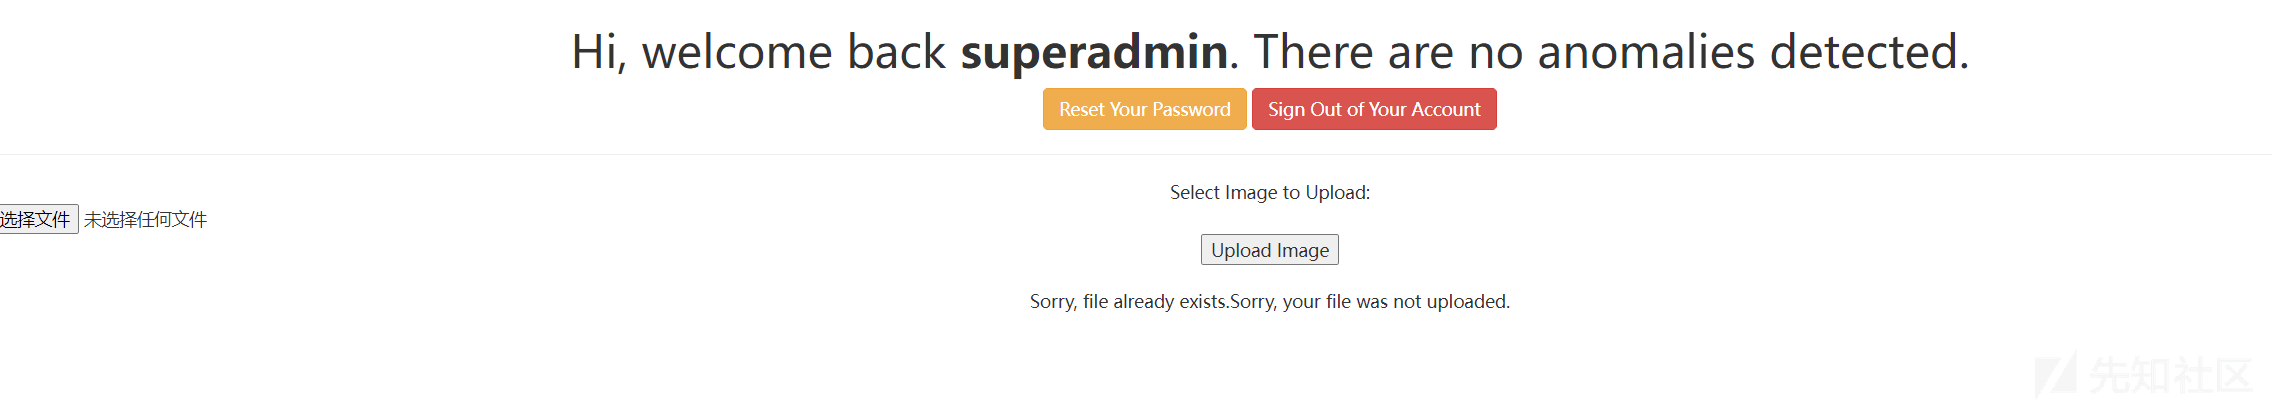 Hi, welcome back superadmin. There are no anomalies detected.
Reset Your Password Sign Out of Your Account
Select Image to Upload:
选择文件 未选择任何文件
Upload Image
Sorry, file already exists.Sorry, your file was not uploaded.
先知社区